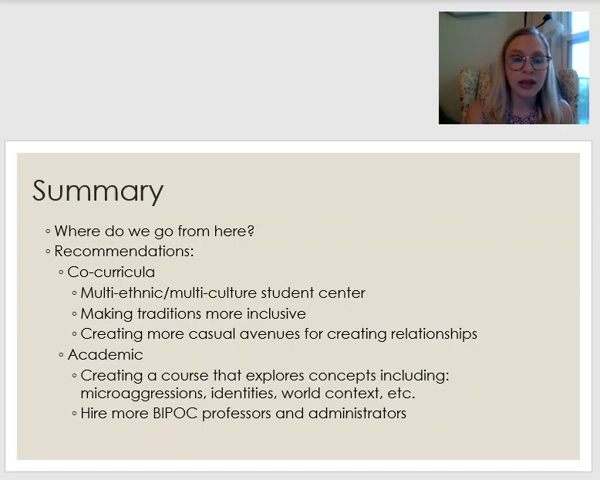 Summary
◦ Where do we go from here?
◦ Recommendations:
◦ Co-curricula
◦ Multi-ethnic/multi-culture student center
◦ Making traditions more inclusive
◦ Creating more casual avenues for creating relationships
◦ Academic
◦ Creating a course that explores concepts including:
microaggressions, identities, world context, etc.
◦ Hire more BIPOC professors and administrators